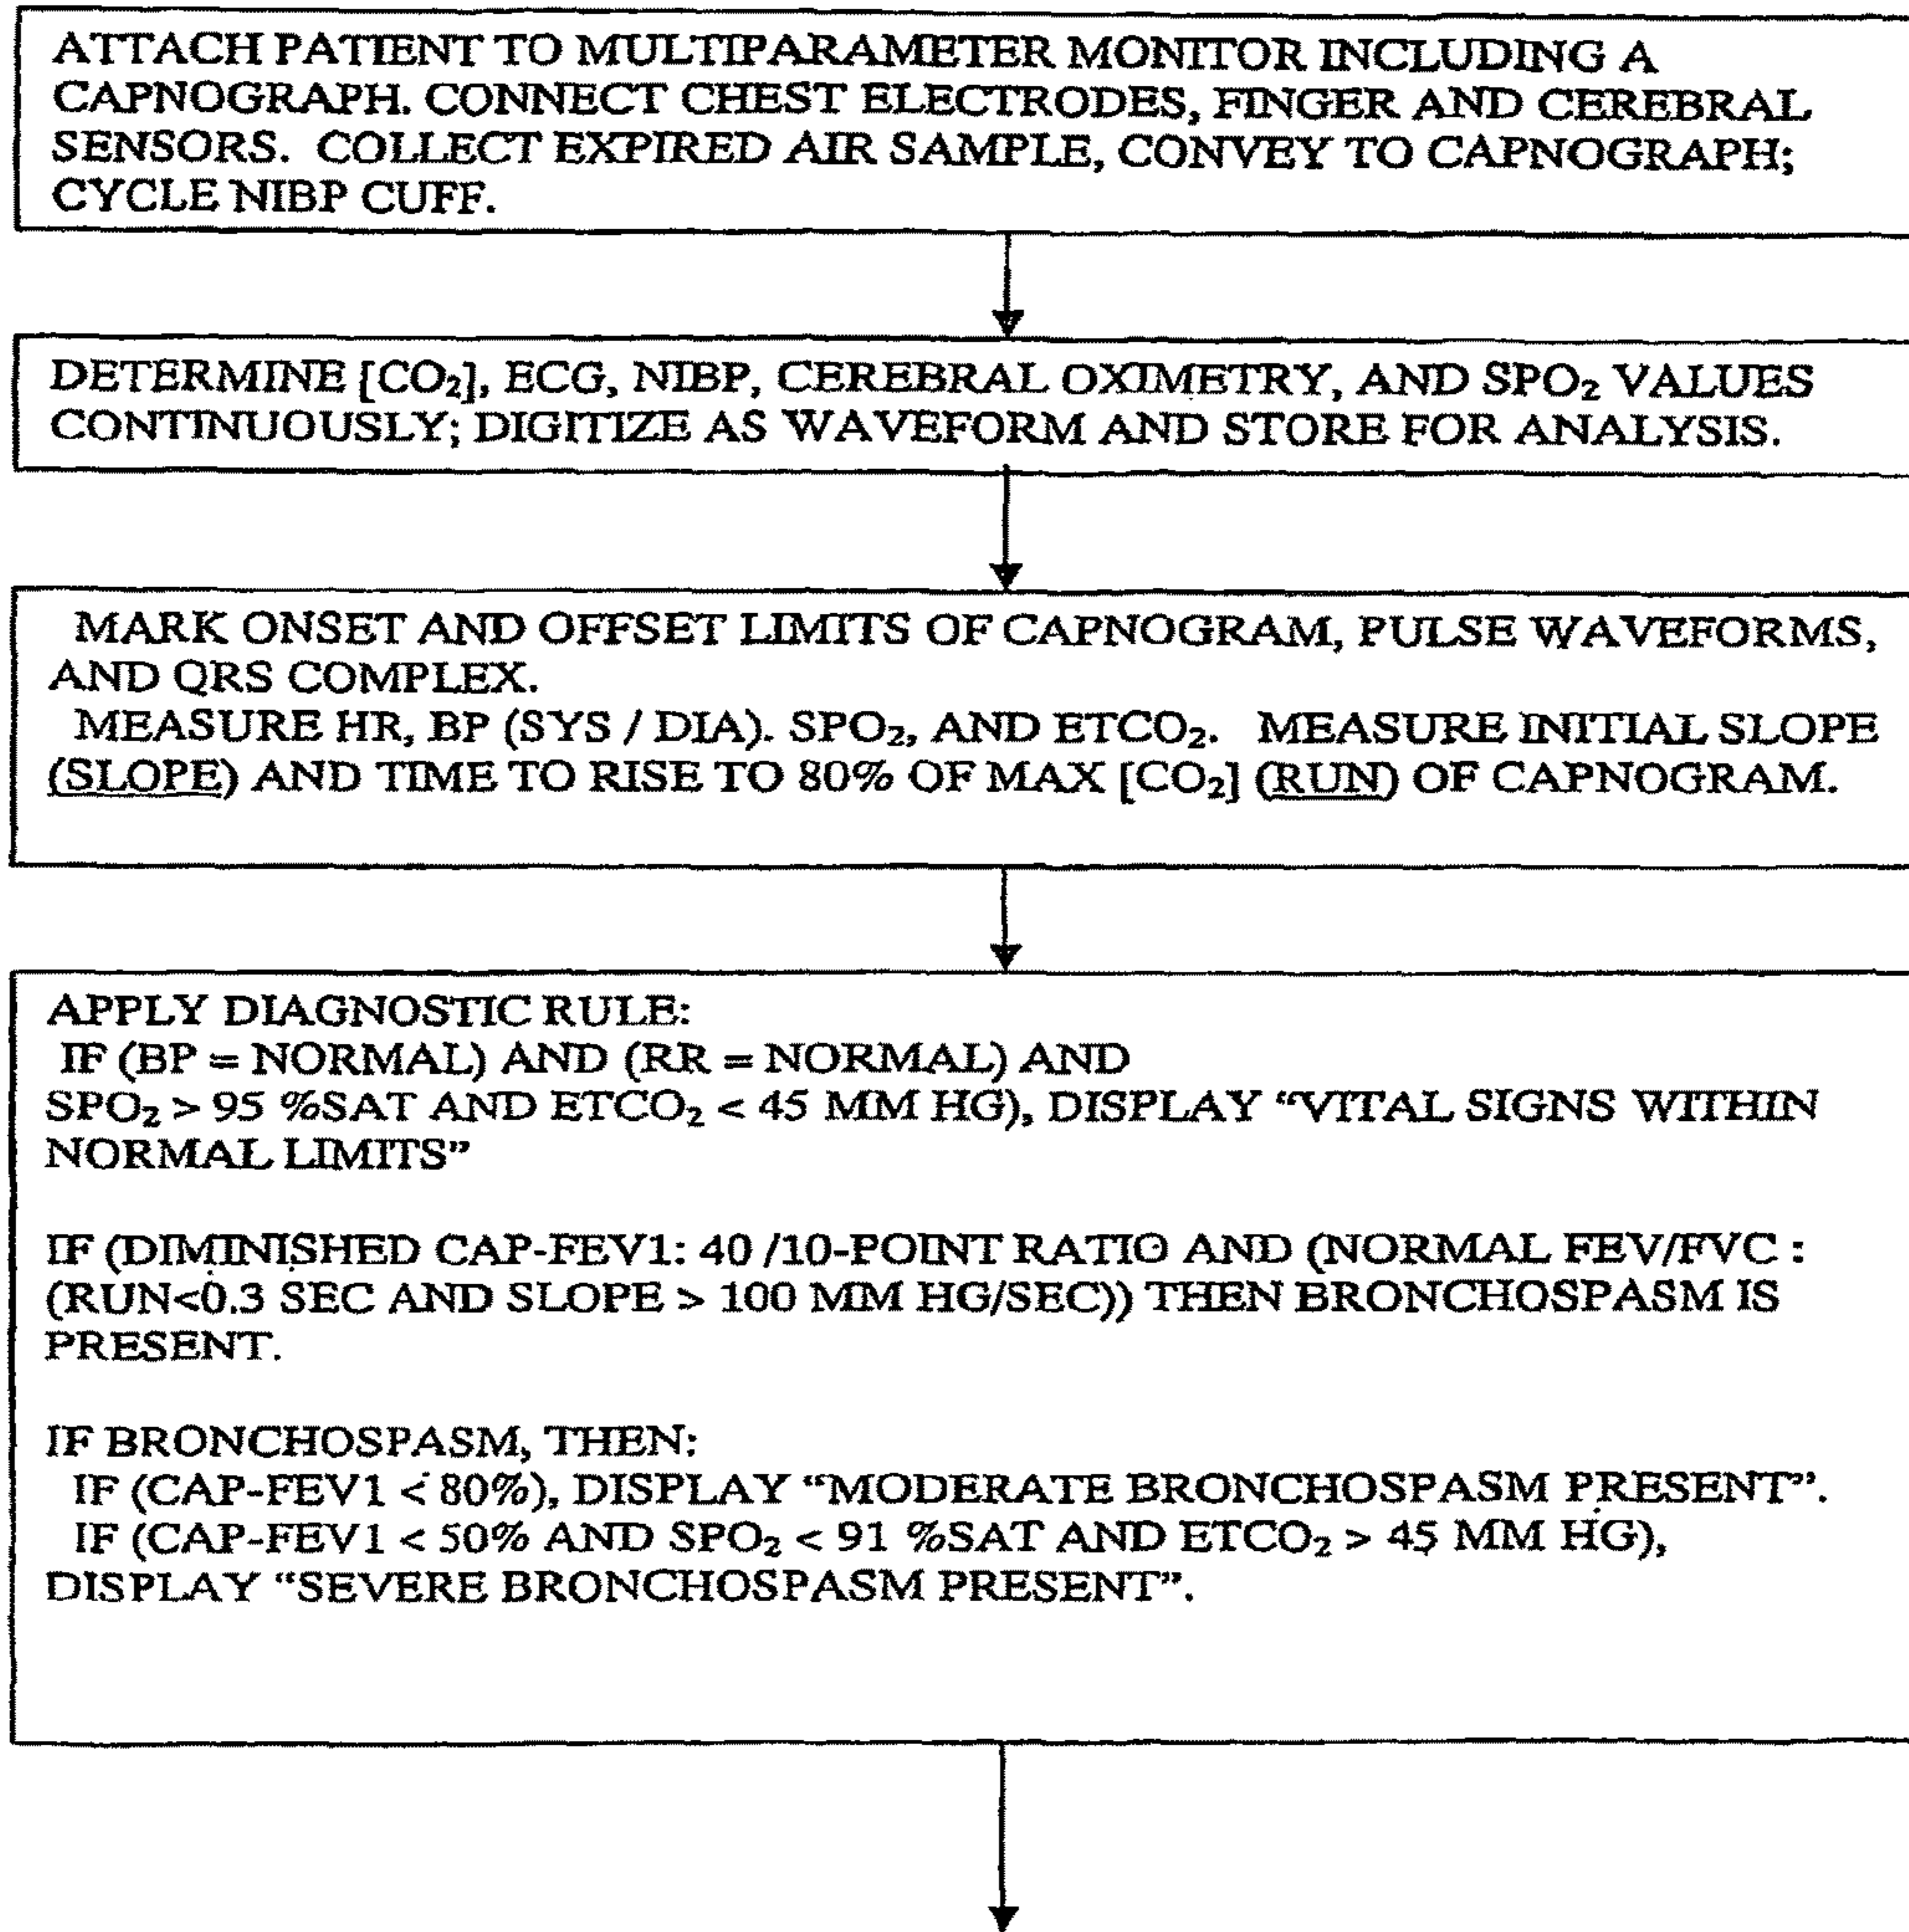 ATTACH PATIENT TO MULTIPARAMETER MONITOR INCLUDING A
CAPNOGRAPH. CONNECT CHEST ELECTRODES, FINGER AND CEREBRAL
SENSORS. COLLECT EXPIRED AIR SAMPLE, CONVEY TO CAPNOGRAPH;
CYCLE NIBP CUFF.
DETERMINE [CO₂], ECG, NIBP, CEREBRAL OXIMETRY, AND SPO₂ VALUES
CONTINUOUSLY; DIGITIZE AS WAVEFORM AND STORE FOR ANALYSIS.
MARK ONSET AND OFFSET LIMITS OF CAPNOGRAM, PULSE WAVEFORMS,
AND QRS COMPLEX.
MEASURE HR, BP (SYS / DIA). SPO₂, AND ETCO₂. MEASURE INITIAL SLOPE
(SLOPE) AND TIME TO RISE TO 80% OF MAX [CO₂] (RUN) OF CAPNOGRAM.
APPLY DIAGNOSTIC RULE:
IF (BP = NORMAL) AND (RR = NORMAL) AND
SPO₂ > 95 %SAT AND ETCO₂ < 45 MM HG), DISPLAY “VITAL SIGNS WITHIN
NORMAL LIMITS”
IF (DIMINISHED CAP-FEV1: 40 /10-POINT RATIO AND (NORMAL FEV/FVC :
(RUN<0.3 SEC AND SLOPE > 100 MM HG/SEC)) THEN BRONCHOSPASM IS
PRESENT.
IF BRONCHOSPASM, THEN:
IF (CAP-FEV1 < 80%), DISPLAY “MODERATE BRONCHOSPASM PRESENT”.
IF (CAP-FEV1 < 50% AND SPO₂ < 91 %SAT AND ETCO₂ > 45 MM HG),
DISPLAY “SEVERE BRONCHOSPASM PRESENT”.